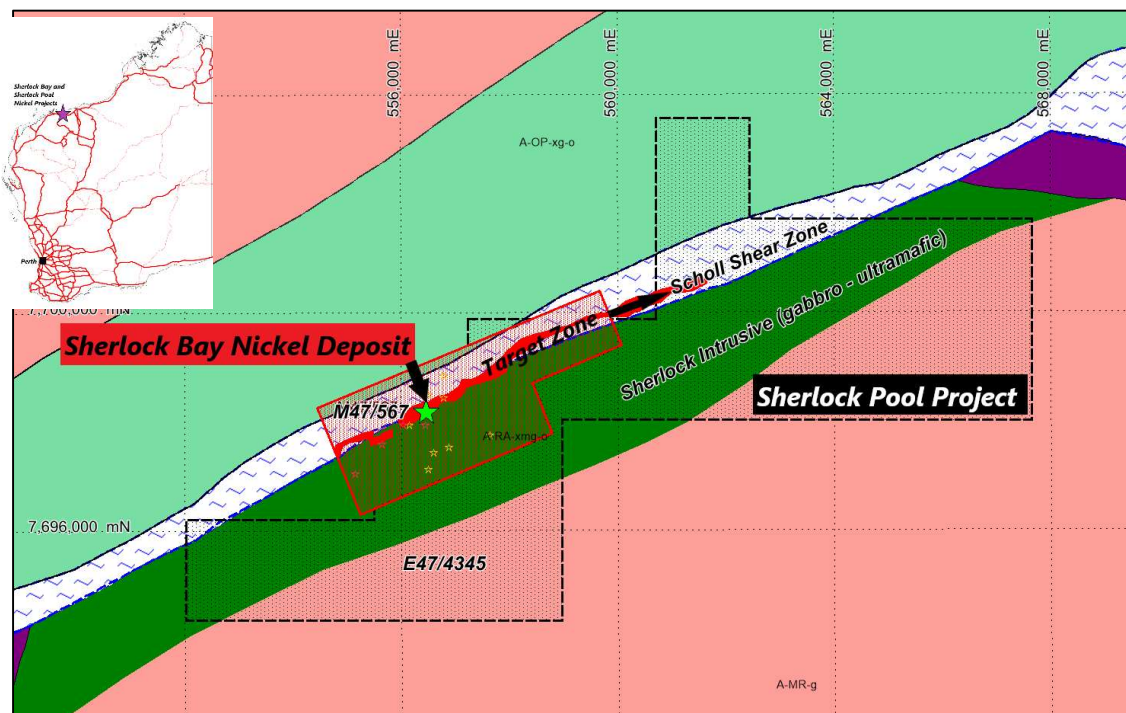 Sherlock Bay and
Sherlock Pool
Nickel Projects
Perth
556,000 mE
560,000 mE
564,000 mE
568,000 mE
A-OP-xg-o
7,700,000 mN
Scholl Shear Zone
Sherlock Bay Nickel Deposit
Target Zone
Sherlock Intrusive (gabbro - ultramafic)
Sherlock Pool Project
M47/567
A-RA-xmg-o
7,696,000 mN
E47/4345
A-MR-g